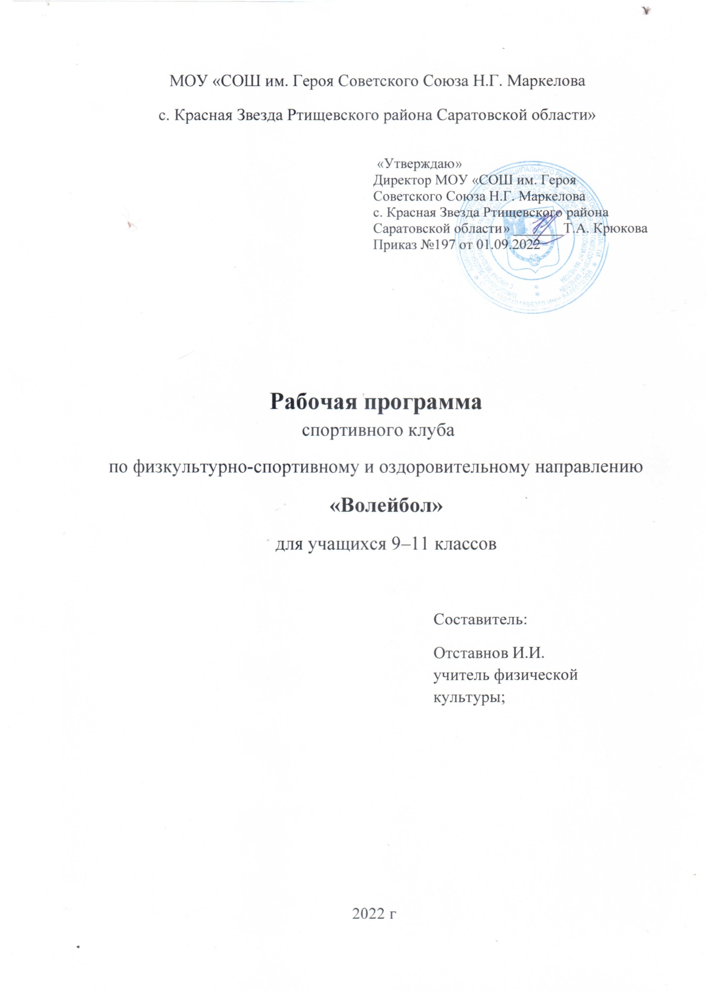 МОУ «СОШ им. Героя Советского Союза Н.Г. Маркелова
с. Красная Звезда Ртищевского района Саратовской области»
«Утверждаю»
Директор МОУ «СОШ им. Героя
Советского Союза Н.Г. Маркелова
с. Красная Звезда Ртищевского района
Саратовской области» _______Т.А. Крюкова
Приказ №197 от 01.09.2022
Рабочая программа
спортивного клуба
по физкультурно-спортивному и оздоровительному направлению
«Волейбол»
для учащихся 9–11 классов
Составитель:
Отставнов И.И.
учитель физической
культуры;
2022 г